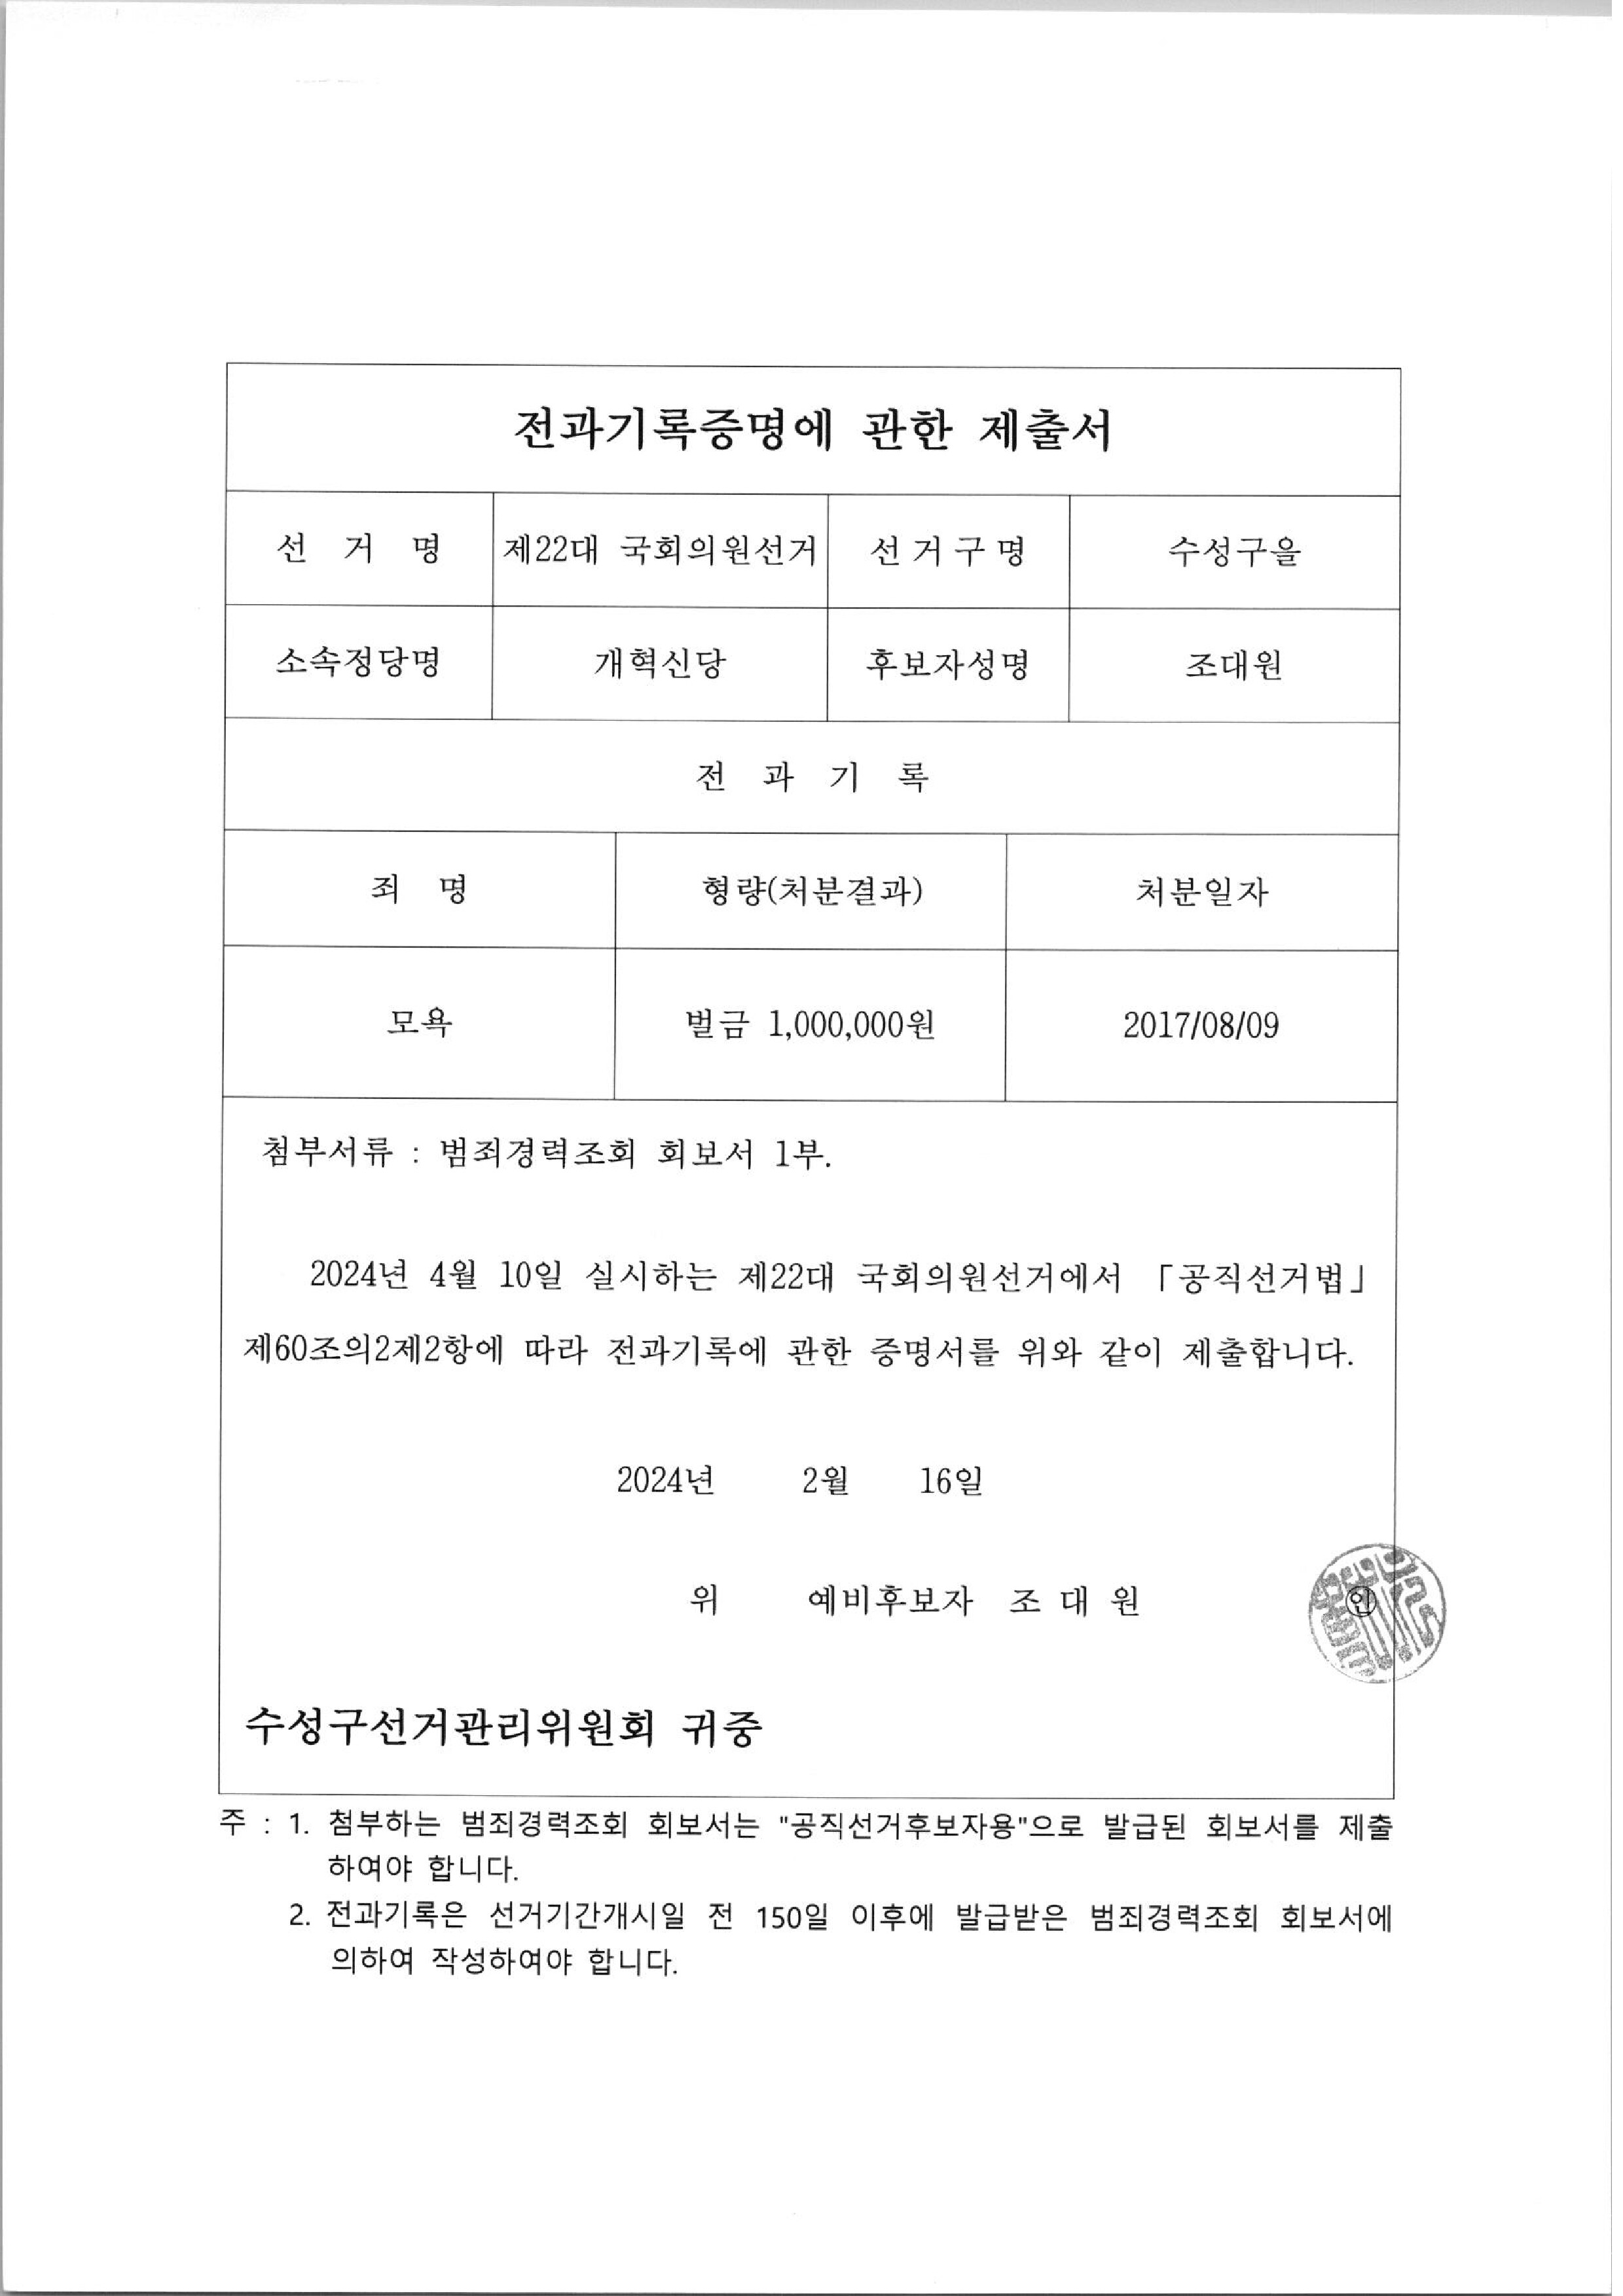 전과기록증명에 관한 제출서
선 거 명 제22대 국회의원선거 선거구명 수성구을
소속정당명 개혁신당 후보자성명 조대원
전 과 기 록
죄 명 형량(처분결과) 처분일자
모욕 벌금 1,000,000원 2017/08/09
첨부서류 : 범죄경력조회 회보서 1부.
2024년 4월 10일 실시하는 제22대 국회의원선거에서 「공직선거법」
제60조의2제2항에 따라 전과기록에 관한 증명서를 위와 같이 제출합니다.
2024년 2월 16일
위 예비후보자 조 대 원 ㊞
수성구선거관리위원회 귀중
주 : 1. 첨부하는 범죄경력조회 회보서는 "공직선거후보자용"으로 발급된 회보서를 제출
하여야 합니다.
2. 전과기록은 선거기간개시일 전 150일 이후에 발급받은 범죄경력조회 회보서에
의하여 작성하여야 합니다.